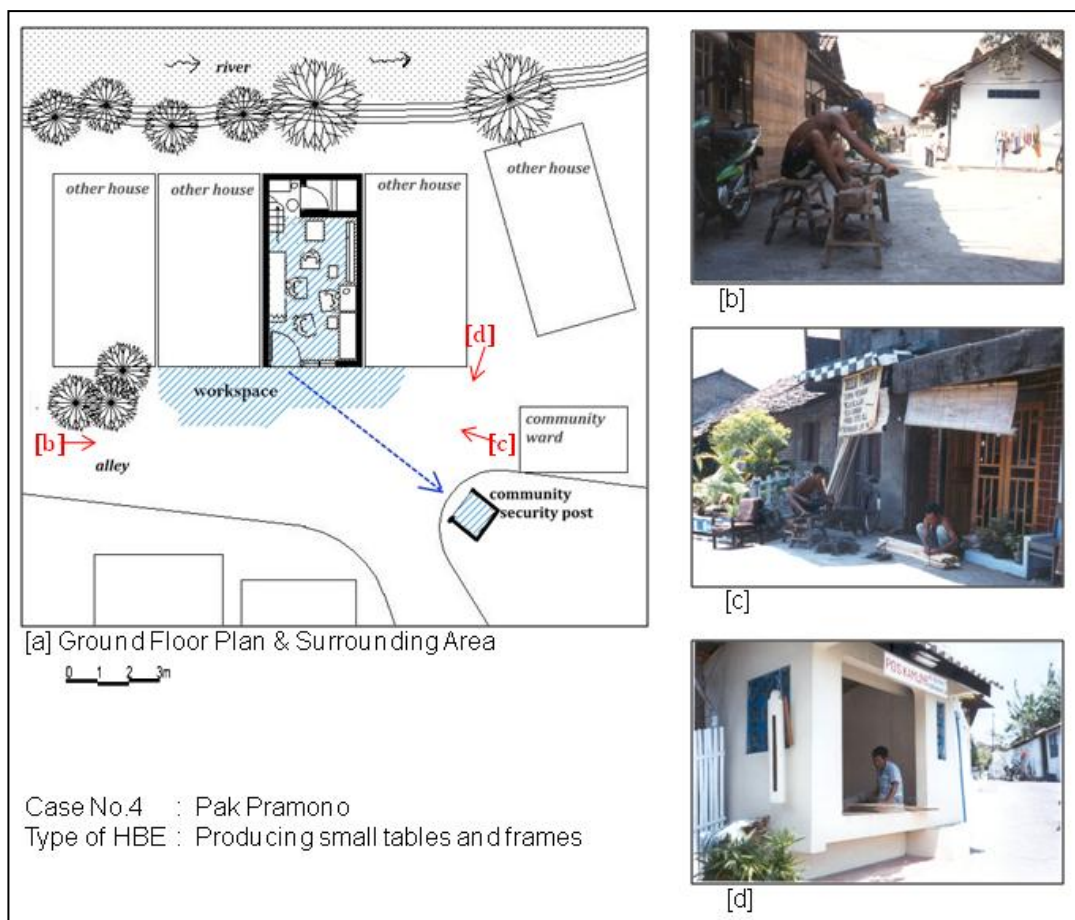 river
other house
other house
other house
other house
[d]
workspace
[b]
[c]
community
ward
alley
community
security post
[a] Ground Floor Plan & Surrounding Area
0 1 2 3m
Case No.4 : Pak Pramono
Type of HBE : Producing small tables and frames
[b]
[c]
POS KAMLING
[d]